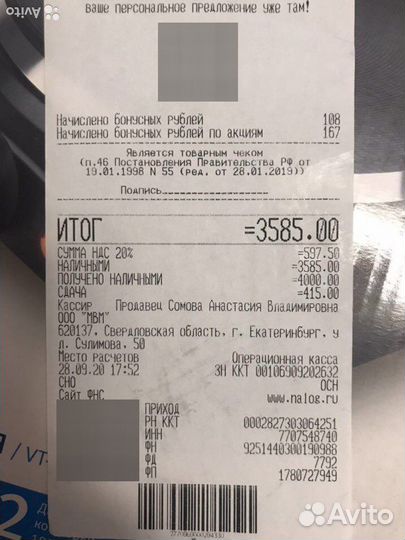 Avito
ваше персональное предложение уже там!
Начислено бонусных рублей 108
Начислено бонусных рублей по акциям 167
Является товарным чеком
(п.46 Постановления Правительства РФ от
19.01.1998 N 55 (ред. от 28.01.2019))
Подпись
ИТОГ =3585.00
СУММА НДС 20% =597.50
НАЛИЧНЫМИ =3585.00
ПОЛУЧЕНО НАЛИЧНЫМИ =4000.00
СДАЧА =415.00
Кассир Продавец Сомова Анастасия Владимировна
ООО "МВМ"
620137, Свердловская область, г. Екатеринбург, у
л. Сулимова, 50
Место расчетов Операционная касса
28.09.20 17:52 ЗН ККТ 00106909202632
СНО ОСН
Сайт ФНС www.nalog.ru
ПРИХОД
РН ККТ 0002827303064251
ИНН 7707548740
ФН 9251440300190988
ФД 7792
ФП 1780727949
/ VT-
2
Avito